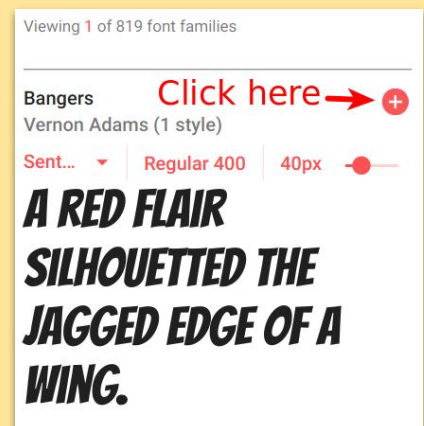 Viewing 1 of 819 font families
Bangers
Click here
Vernon Adams (1 style)
Sent... Regular 400 40px
A RED FLAIR
SILHOUETTED THE
JAGGED EDGE OF A
WING.